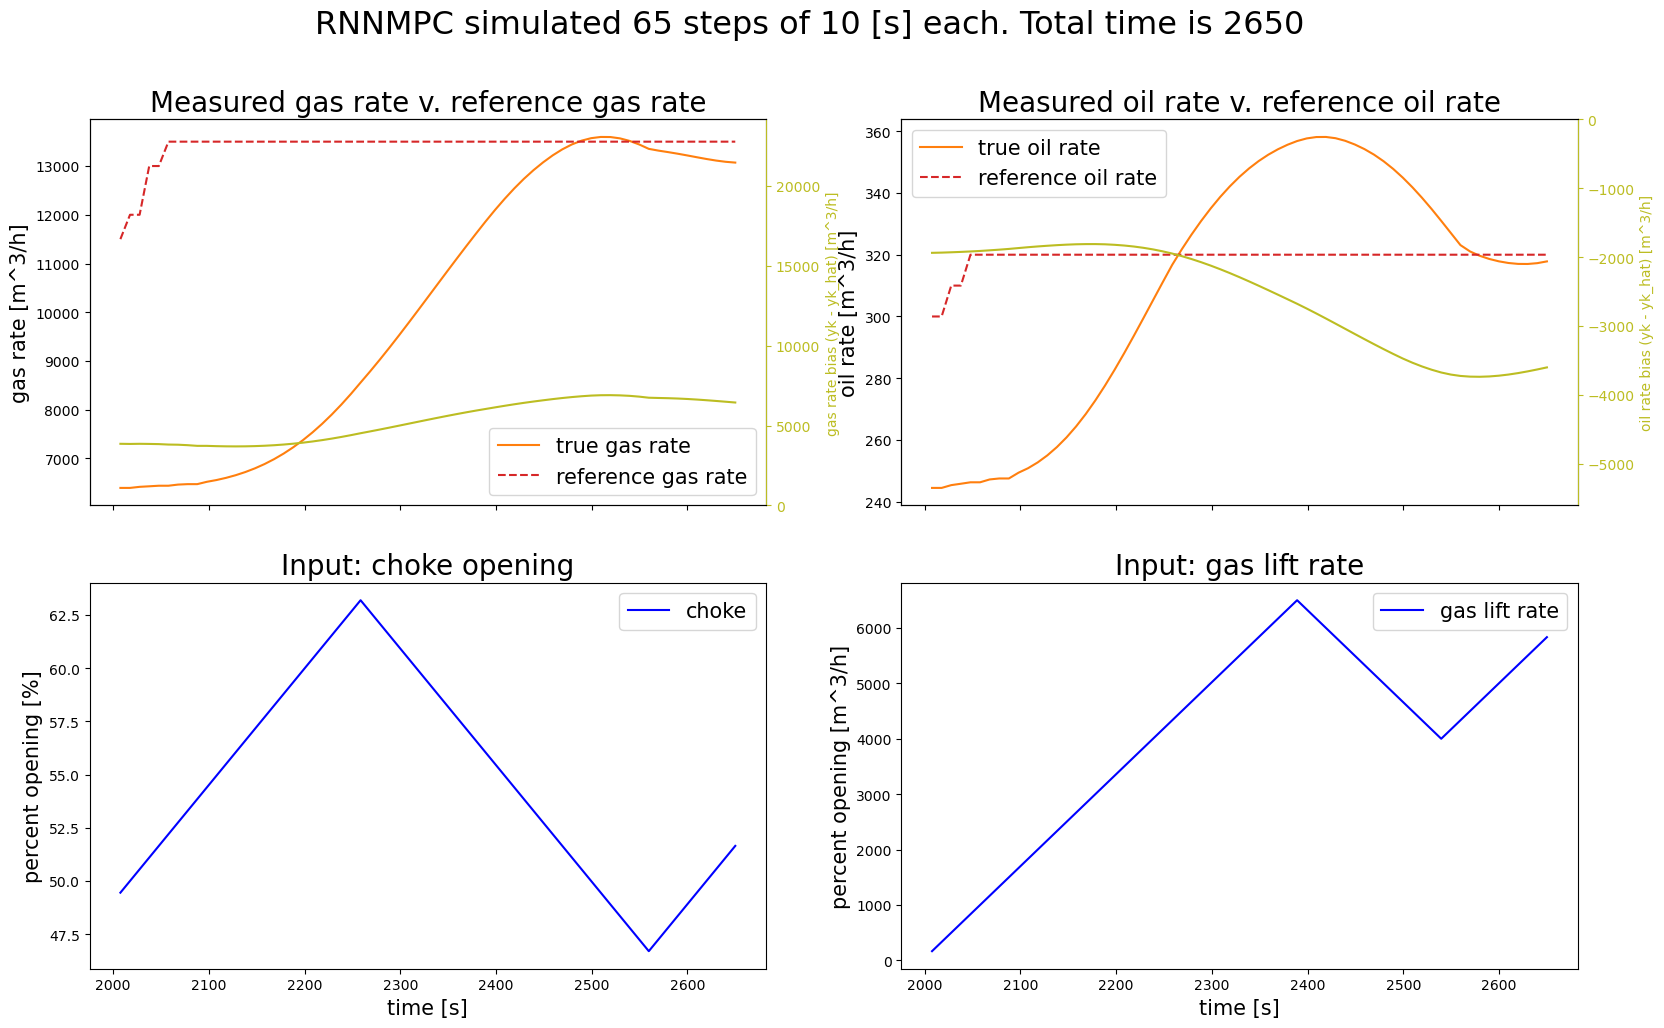 RNNMPC simulated 65 steps of 10 [s] each. Total time is 2650
Measured gas rate v. reference gas rate
gas rate [m^3/h]
13000
12000
11000
10000
9000
8000
7000
20000
15000
10000
5000
0
gas rate bias (yk - yk_hat) [m^3/h]
true gas rate
reference gas rate
Measured oil rate v. reference oil rate
oil rate [m^3/h]
360
340
320
300
280
260
240
0
−1000
−2000
−3000
−4000
−5000
oil rate bias (yk - yk_hat) [m^3/h]
true oil rate
reference oil rate
Input: choke opening
percent opening [%]
62.5
60.0
57.5
55.0
52.5
50.0
47.5
choke
2000 2100 2200 2300 2400 2500 2600
time [s]
Input: gas lift rate
percent opening [m^3/h]
6000
5000
4000
3000
2000
1000
0
gas lift rate
2000 2100 2200 2300 2400 2500 2600
time [s]